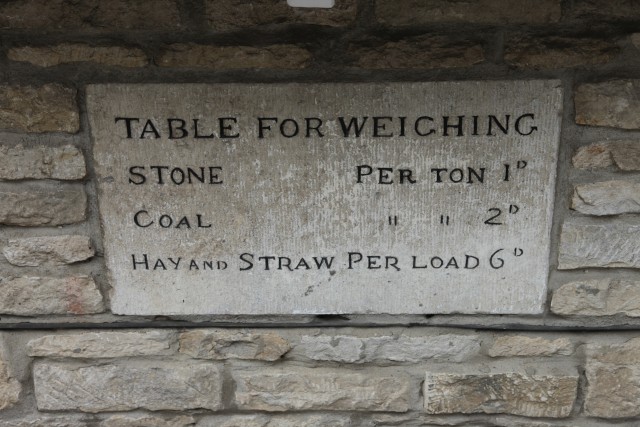 TABLE FOR WEIGHING
STONE PER TON 1D
COAL " " 2D
HAY AND STRAW PER LOAD 6D